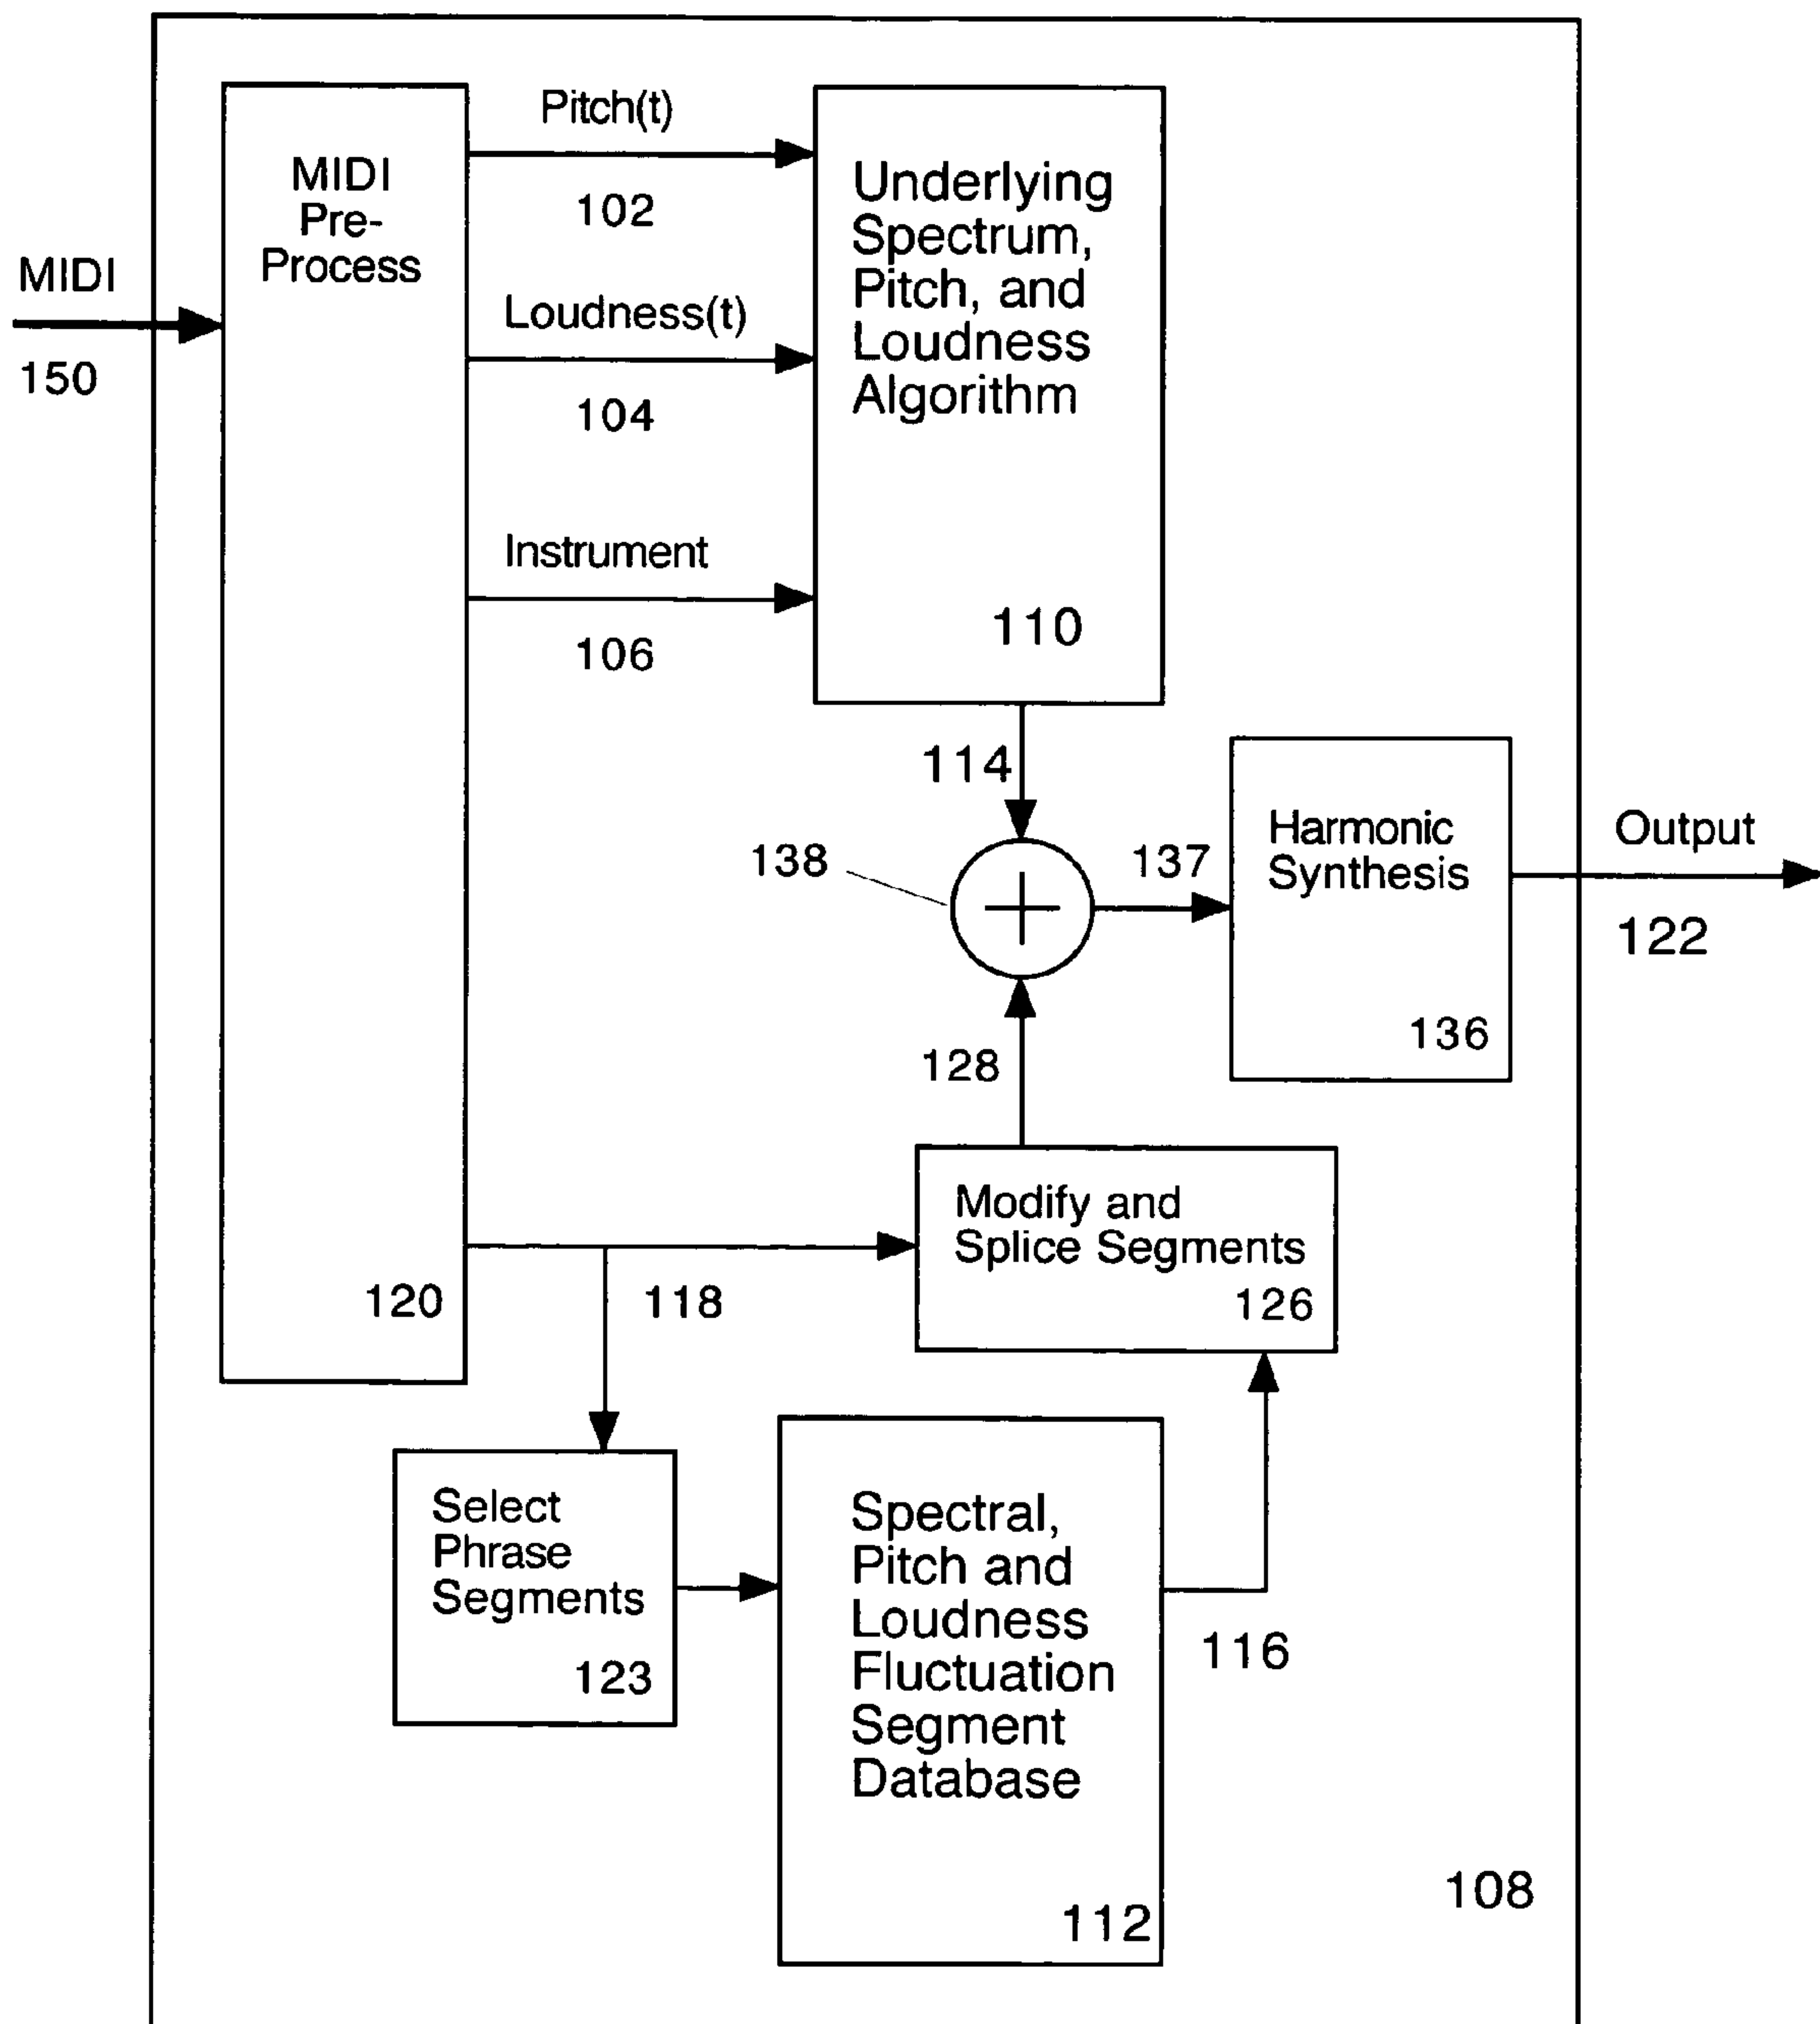 MIDI
150
MIDI
Pre-
Process
120
Pitch(t)
102
Loudness(t)
104
Instrument
106
Underlying
Spectrum,
Pitch, and
Loudness
Algorithm
110
114
138
137
Harmonic
Synthesis
136
Output
122
128
Modify and
Splice Segments
126
118
Select
Phrase
Segments
123
Spectral,
Pitch and
Loudness
Fluctuation
Segment
Database
112
116
108